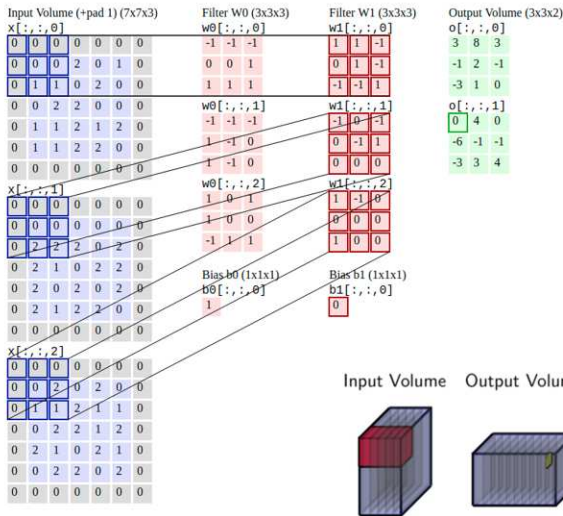 Input Volume (+pad 1) (7x7x3)
x[:,:,0]
0 0 0 0 0 0 0
0 0 0 2 0 1 0
0 1 1 0 2 0 0
0 0 2 2 0 0 0
0 1 1 2 1 2 0
0 1 1 2 2 0 0
0 0 0 0 0 0 0
x[:,:,1]
0 0 0 0 0 0 0
0 0 0 0 0 0 0
0 2 2 2 0 2 0
0 2 1 0 2 2 0
0 2 0 2 0 2 0
0 2 1 2 2 0 0
0 0 0 0 0 0 0
x[:,:,2]
0 0 0 0 0 0 0
0 0 2 0 2 0 0
0 1 1 2 1 1 0
0 0 0 2 1 2 0
0 2 1 0 2 1 0
0 0 2 2 0 2 0
0 0 0 0 0 0 0
Filter W0 (3x3x3)
w0[:,:,0]
-1 -1 -1
0 0 1
1 1 1
w0[:,:,1]
-1 -1 -1
1 -1 0
1 -1 0
w0[:,:,2]
1 0 1
1 0 0
-1 1 1
Bias b0 (1x1x1)
b0[:,:,0]
1
Filter W1 (3x3x3)
w1[:,:,0]
1 1 -1
0 1 -1
-1 -1 1
w1[:,:,1]
-1 0 -1
0 -1 1
0 0 0
w1[:,:,2]
1 -1 0
0 0 0
1 0 0
Bias b1 (1x1x1)
b1[:,:,0]
0
Output Volume (3x3x2)
o[:,:,0]
3 8 3
-1 2 -1
-3 1 0
o[:,:,1]
0 4 0
-6 -1 -1
-3 3 4
Input Volume
Output Volu